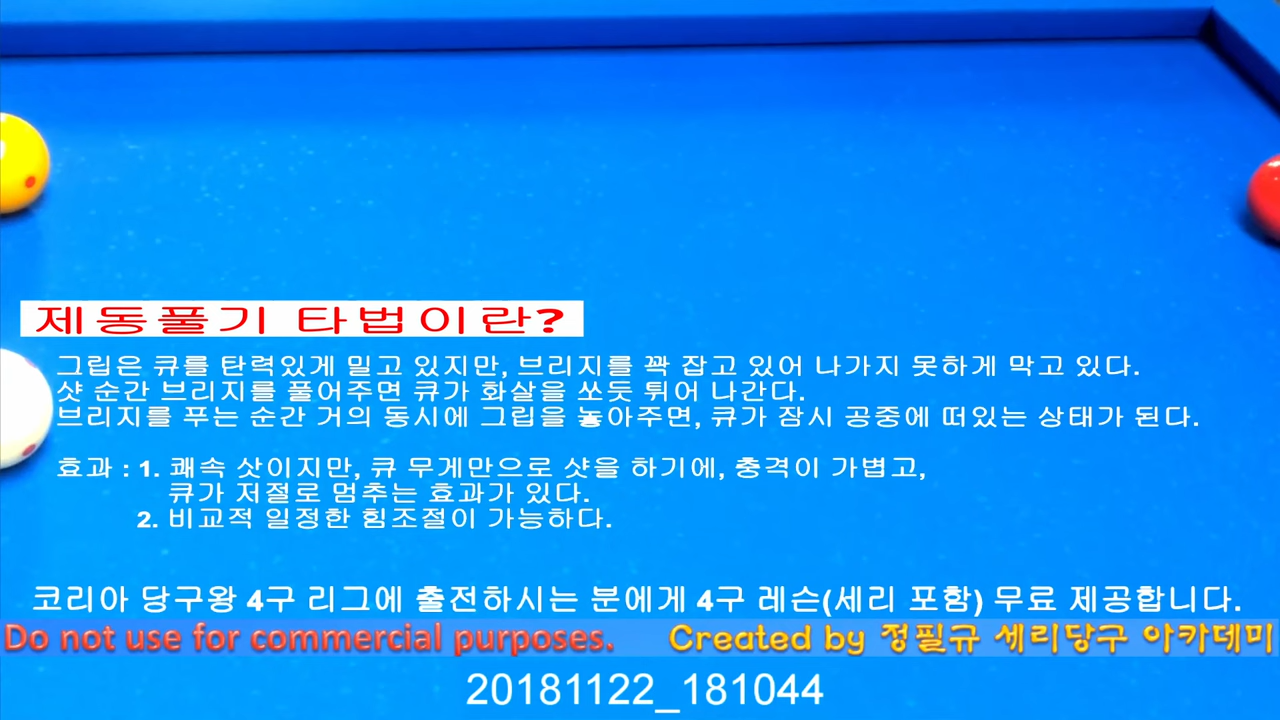 제동풀기 타법이란?
그립은 큐를 탄력있게 밀고 있지만, 브리지를 꽉 잡고 있어 나가지 못하게 막고 있다.
샷 순간 브리지를 풀어주면 큐가 화살을 쏘듯 튀어 나간다.
브리지를 푸는 순간 거의 동시에 그립을 놓아주면, 큐가 잠시 공중에 떠있는 상태가 된다.
효과 : 1. 쾌속 샷이지만, 큐 무게만으로 샷을 하기에, 충격이 가볍고,
큐가 저절로 멈추는 효과가 있다.
2. 비교적 일정한 힘조절이 가능하다.
코리아 당구왕 4구 리그에 출전하시는 분에게 4구 레슨(세리 포함) 무료 제공합니다.
Do not use for commercial purposes. Created by 정필규 세리당구 아카데미
20181122_181044